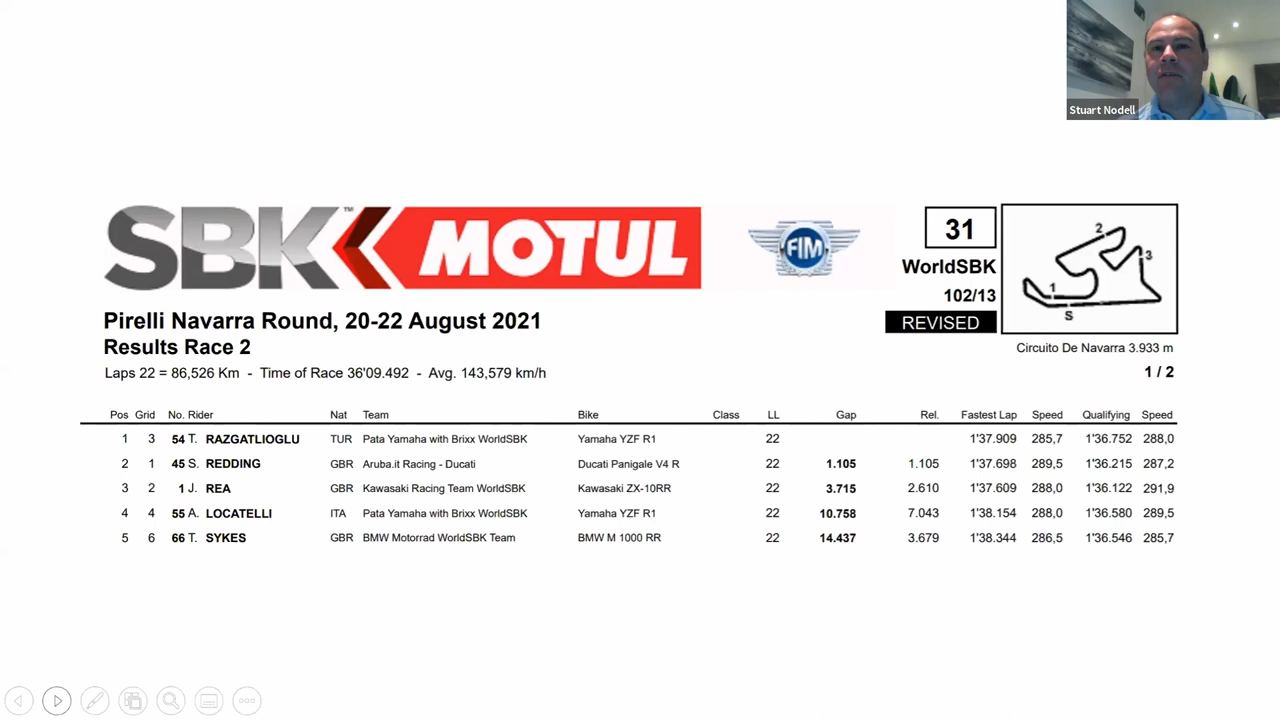 Stuart Nodell
SBK™ MOTUL
FIM
31
WorldSBK
102/13
REVISED
1
2
3
S
Circuito De Navarra 3.933 m
1 / 2
Pirelli Navarra Round, 20-22 August 2021
Results Race 2
Laps 22 = 86,526 Km - Time of Race 36'09.492 - Avg. 143,579 km/h
Pos Grid No. Rider Nat Team Bike Class LL Gap Rel. Fastest Lap Speed Qualifying Speed
1 3 54 T. RAZGATLIOGLU TUR Pata Yamaha with Brixx WorldSBK Yamaha YZF R1 22 1'37.909 285,7 1'36.752 288,0
2 1 45 S. REDDING GBR Aruba.it Racing - Ducati Ducati Panigale V4 R 22 1.105 1.105 1'37.698 289,5 1'36.215 287,2
3 2 1 J. REA GBR Kawasaki Racing Team WorldSBK Kawasaki ZX-10RR 22 3.715 2.610 1'37.609 288,0 1'36.122 291,9
4 4 55 A. LOCATELLI ITA Pata Yamaha with Brixx WorldSBK Yamaha YZF R1 22 10.758 7.043 1'38.154 288,0 1'36.580 289,5
5 6 66 T. SYKES GBR BMW Motorrad WorldSBK Team BMW M 1000 RR 22 14.437 3.679 1'38.344 286,5 1'36.546 285,7